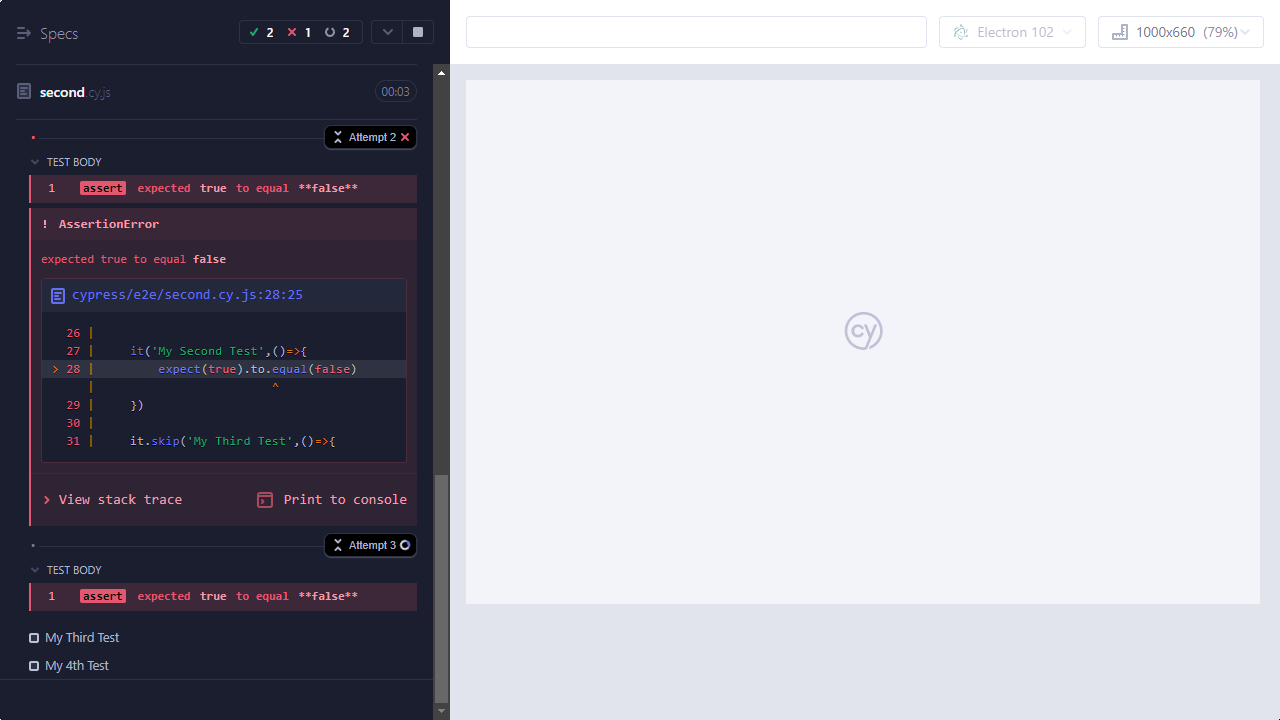 Specs
2 1 2
Electron 102
1000x660 (79%)
second.cy.js
00:03
Attempt 2
TEST BODY
1 assert expected true to equal **false**
! AssertionError
expected true to equal false
cypress/e2e/second.cy.js:28:25
26 |
27 | it('My Second Test',()=>{
> 28 | expect(true).to.equal(false)
| ^
29 | })
30 |
31 | it.skip('My Third Test',()=>{
> View stack trace
Print to console
Attempt 3
TEST BODY
1 assert expected true to equal **false**
My Third Test
My 4th Test
cy